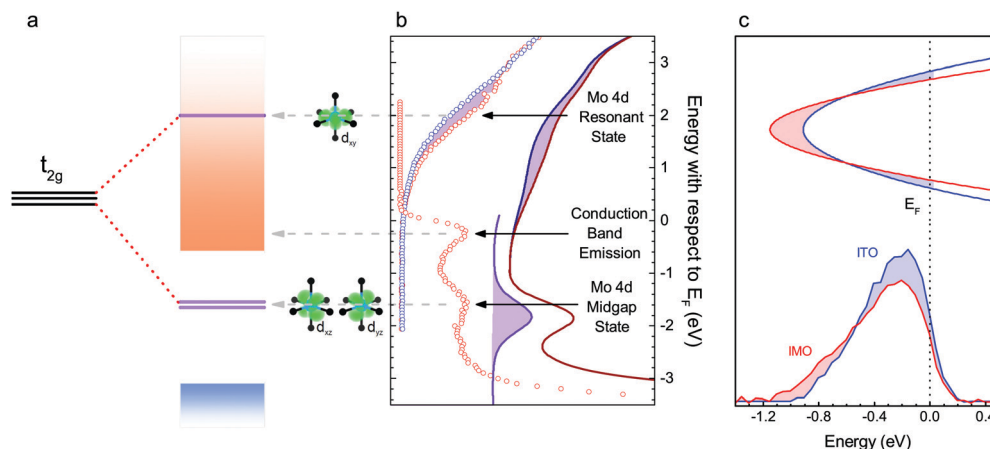 a
b
c
t2g
dxy
dxz
dyz
Mo 4d
Resonant
State
Conduction
Band
Emission
Mo 4d
Midgap
State
3
2
1
0
-1
-2
-3
Energy with respect to EF (eV)
EF
ITO
IMO
-1.2 -0.8 -0.4 0.0 0.4
Energy (eV)